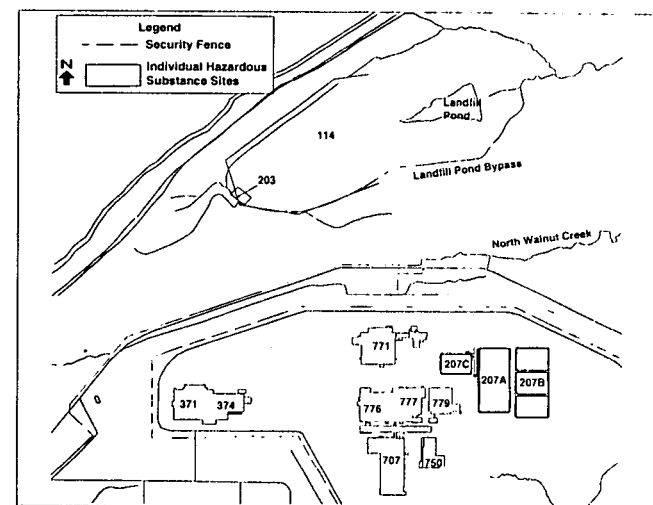 Legend
Security Fence
N
Individual Hazardous
Substance Sites
Landfill
Pond
114
203
Landfill Pond Bypass
North Walnut Creek
771
207C
207A
207B
371
374
776
777
779
707
750